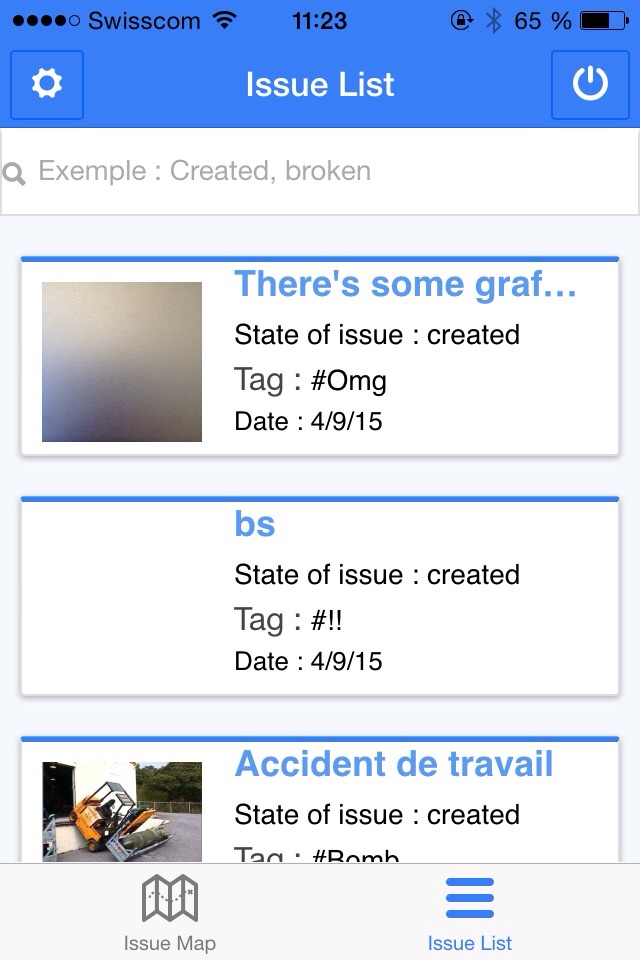 Swisscom 11:23 65 %
Issue List
Exemple : Created, broken
There's some graf...
State of issue : created
Tag : #Omg
Date : 4/9/15
bs
State of issue : created
Tag : #!!
Date : 4/9/15
Accident de travail
State of issue : created
Tag : #Bomb
Issue Map
Issue List